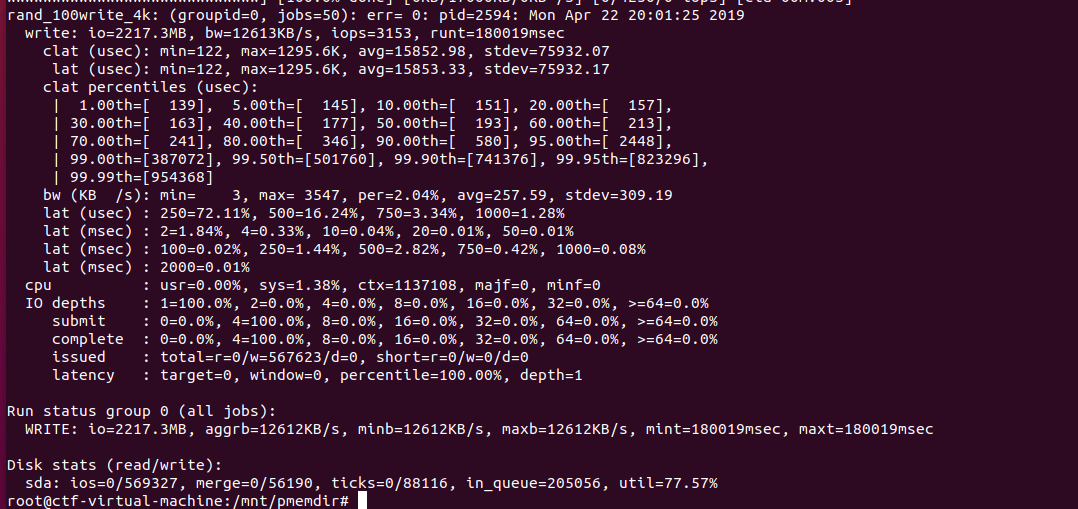 rand_100write_4k: (groupid=0, jobs=50): err= 0: pid=2594: Mon Apr 22 20:01:25 2019
  write: io=2217.3MB, bw=12613KB/s, iops=3153, runt=180019msec
    clat (usec): min=122, max=1295.6K, avg=15852.98, stdev=75932.07
     lat (usec): min=122, max=1295.6K, avg=15853.33, stdev=75932.17
    clat percentiles (usec):
     |  1.00th=[  139],  5.00th=[  145], 10.00th=[  151], 20.00th=[  157],
     | 30.00th=[  163], 40.00th=[  177], 50.00th=[  193], 60.00th=[  213],
     | 70.00th=[  241], 80.00th=[  346], 90.00th=[  580], 95.00th=[ 2448],
     | 99.00th=[387072], 99.50th=[501760], 99.90th=[741376], 99.95th=[823296],
     | 99.99th=[954368]
    bw (KB  /s): min=    3, max= 3547, per=2.04%, avg=257.59, stdev=309.19
    lat (usec) : 250=72.11%, 500=16.24%, 750=3.34%, 1000=1.28%
    lat (msec) : 2=1.84%, 4=0.33%, 10=0.04%, 20=0.01%, 50=0.01%
    lat (msec) : 100=0.02%, 250=1.44%, 500=2.82%, 750=0.42%, 1000=0.08%
    lat (msec) : 2000=0.01%
  cpu          : usr=0.00%, sys=1.38%, ctx=1137108, majf=0, minf=0
  IO depths    : 1=100.0%, 2=0.0%, 4=0.0%, 8=0.0%, 16=0.0%, 32=0.0%, >=64=0.0%
     submit    : 0=0.0%, 4=100.0%, 8=0.0%, 16=0.0%, 32=0.0%, 64=0.0%, >=64=0.0%
     complete  : 0=0.0%, 4=100.0%, 8=0.0%, 16=0.0%, 32=0.0%, 64=0.0%, >=64=0.0%
     issued    : total=r=0/w=567623/d=0, short=r=0/w=0/d=0
     latency   : target=0, window=0, percentile=100.00%, depth=1
Run status group 0 (all jobs):
  WRITE: io=2217.3MB, aggrb=12612KB/s, minb=12612KB/s, maxb=12612KB/s, mint=180019msec, maxt=180019msec
Disk stats (read/write):
  sda: ios=0/569327, merge=0/56190, ticks=0/88116, in_queue=205056, util=77.57%
root@ctf-virtual-machine:/mnt/pmemdir#